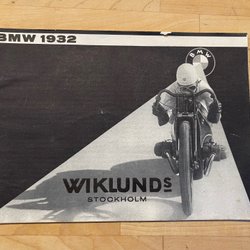 BMW 1932
BMW
WIKLUNDS
STOCKHOLM